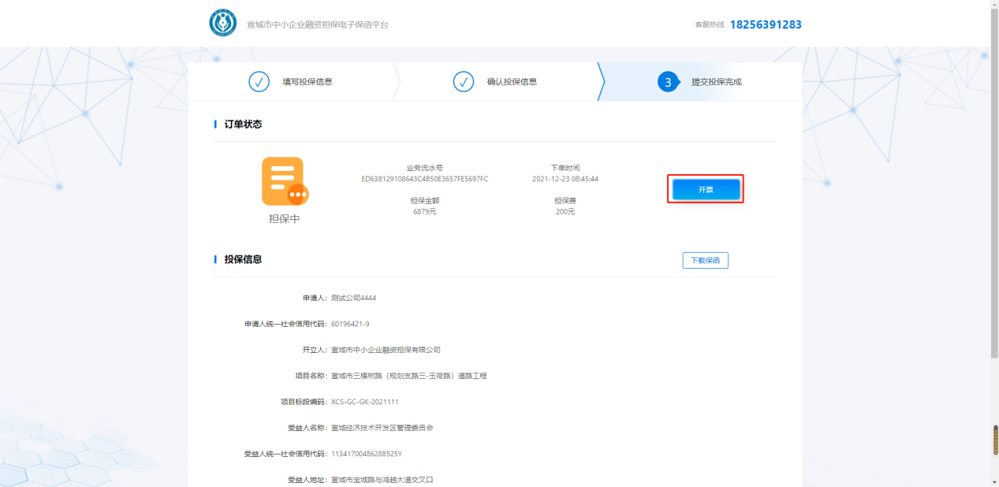 宣城市中小企业融资担保电子保函平台
客服热线 18256391283
填写投保信息
确认投保信息
3 提交投保完成
订单状态
担保中
业务流水号
ED638129108643C4B50E3657FE5697FC
下单时间
2021-12-23 08:45:44
担保金额
6879元
担保费
200元
开票
投保信息
下载保函
申请人：测试公司4444
申请人统一社会信用代码：60196421-9
开立人：宣城市中小企业融资担保有限公司
项目名称：宣城市三棵树路（规划支路三-玉荷路）道路工程
项目标段编码：XCS-GC-GK-2021111
受益人名称：宣城经济技术开发区管理委员会
受益人统一社会信用代码：11341700486288525Y
受益人地址：宣城市宝城路与鸿越大道交叉口